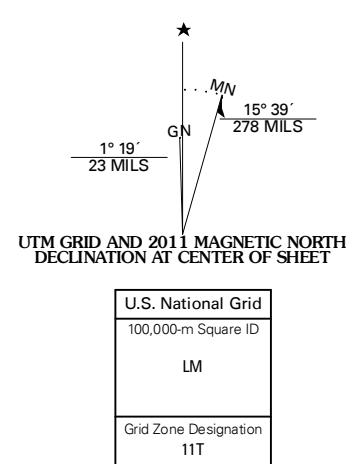 MN
15° 39´
278 MILS
GN
1° 19´
23 MILS
UTM GRID AND 2011 MAGNETIC NORTH
DECLINATION AT CENTER OF SHEET
U.S. National Grid
100,000-m Square ID
LM
Grid Zone Designation
11T